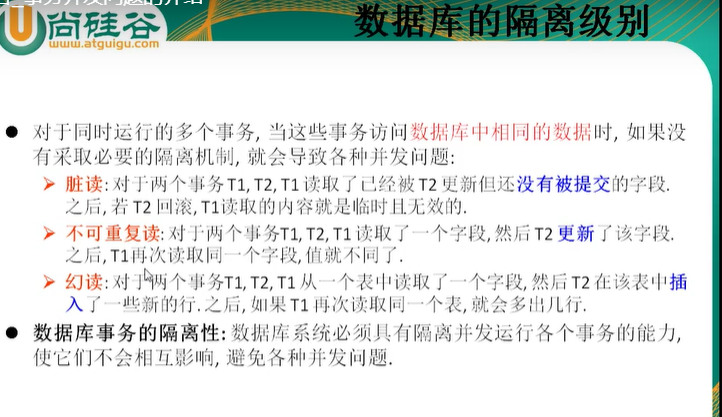 尚硅谷
www.atguigu.com
数据库的隔离级别
● 对于同时运行的多个事务, 当这些事务访问数据库中相同的数据时, 如果没
有采取必要的隔离机制, 就会导致各种并发问题:
➢ 脏读: 对于两个事务 T1, T2, T1 读取了已经被 T2 更新但还没有被提交的字段.
之后, 若 T2 回滚, T1读取的内容就是临时且无效的.
➢ 不可重复读: 对于两个事务T1, T2, T1 读取了一个字段, 然后 T2 更新了该字段.
之后, T1再次读取同一个字段, 值就不同了.
➢ 幻读: 对于两个事务T1, T2, T1 从一个表中读取了一个字段, 然后 T2 在该表中插
入了一些新的行. 之后, 如果 T1 再次读取同一个表, 就会多出几行.
● 数据库事务的隔离性: 数据库系统必须具有隔离并发运行各个事务的能力,
使它们不会相互影响, 避免各种并发问题.